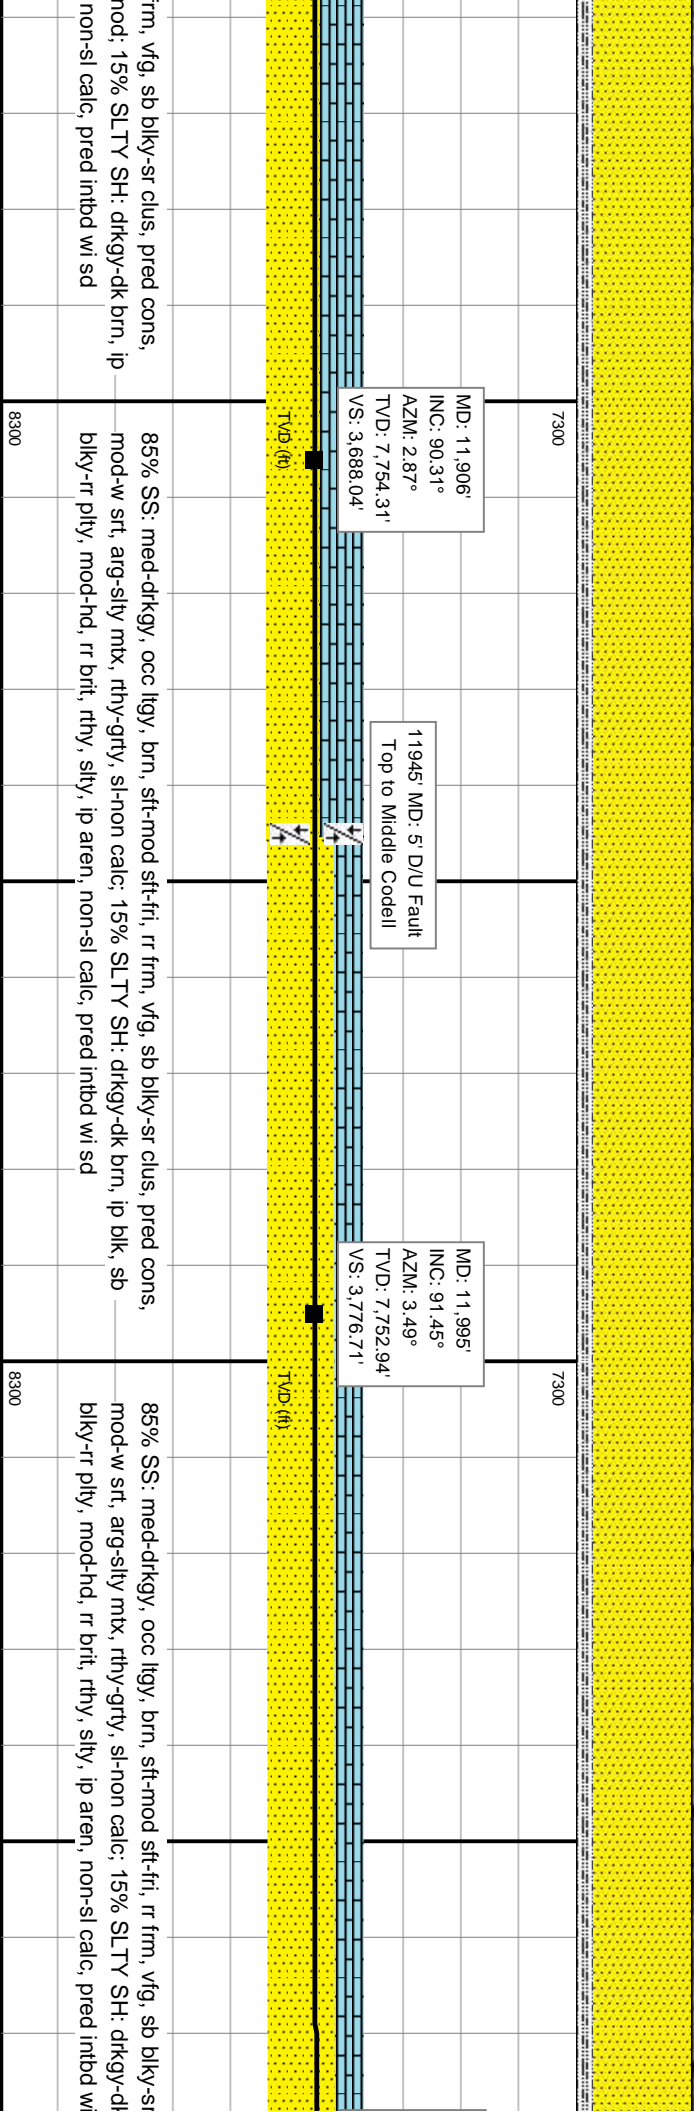 7300
7300
MD: 11,906'
INC: 90.31°
AZM: 2.87°
TVD: 7,754.31'
VS: 3,688.04'
11945' MD: 5' D/U Fault
Top to Middle Codell
MD: 11,995'
INC: 91.45°
AZM: 3.49°
TVD: 7,752.94'
VS: 3,776.71'
TVD (ft)
TVD (ft)
frm, vfg, sb blky-sr clus, pred cons,
mod; 15% SLTY SH: drkgy-dk brn, ip
non-sl calc, pred intbd wi sd
85% SS: med-drkgy, occ ltgy, brn, sft-mod sft-fri, rr frm, vfg, sb blky-sr clus, pred cons,
mod-w srt, arg-slty mtx, rthy-grty, sl-non calc; 15% SLTY SH: drkgy-dk brn, ip blk, sb
blky-rr plty, mod-hd, rr brit, rthy, slty, ip aren, non-sl calc, pred intbd wi sd
85% SS: med-drkgy, occ ltgy, brn, sft-mod sft-fri, rr frm, vfg, sb blky-sr
mod-w srt, arg-slty mtx, rthy-grty, sl-non calc; 15% SLTY SH: drkgy-dk
blky-rr plty, mod-hd, rr brit, rthy, slty, ip aren, non-sl calc, pred intbd wi
8300
8300